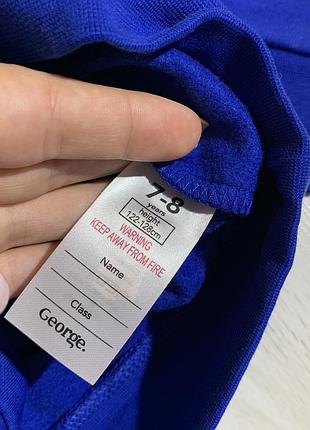 7-8
years
height
122-128cm
WARNING
KEEP AWAY FROM FIRE
Name
Class
George.